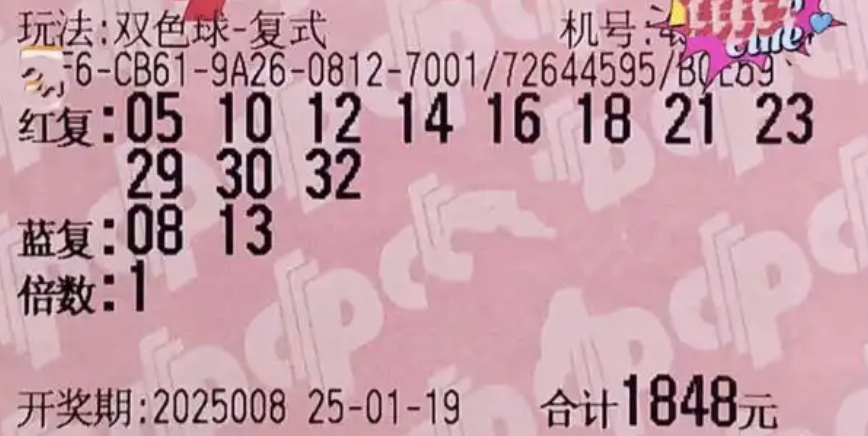 玩法:双色球-复式
机号:
F6-CB61-9A26-0812-7001/72644595/
红复:05 10 12 14 16 18 21 23
29 30 32
蓝复:08 13
倍数:1
开奖期:2025008 25-01-19
合计1848元